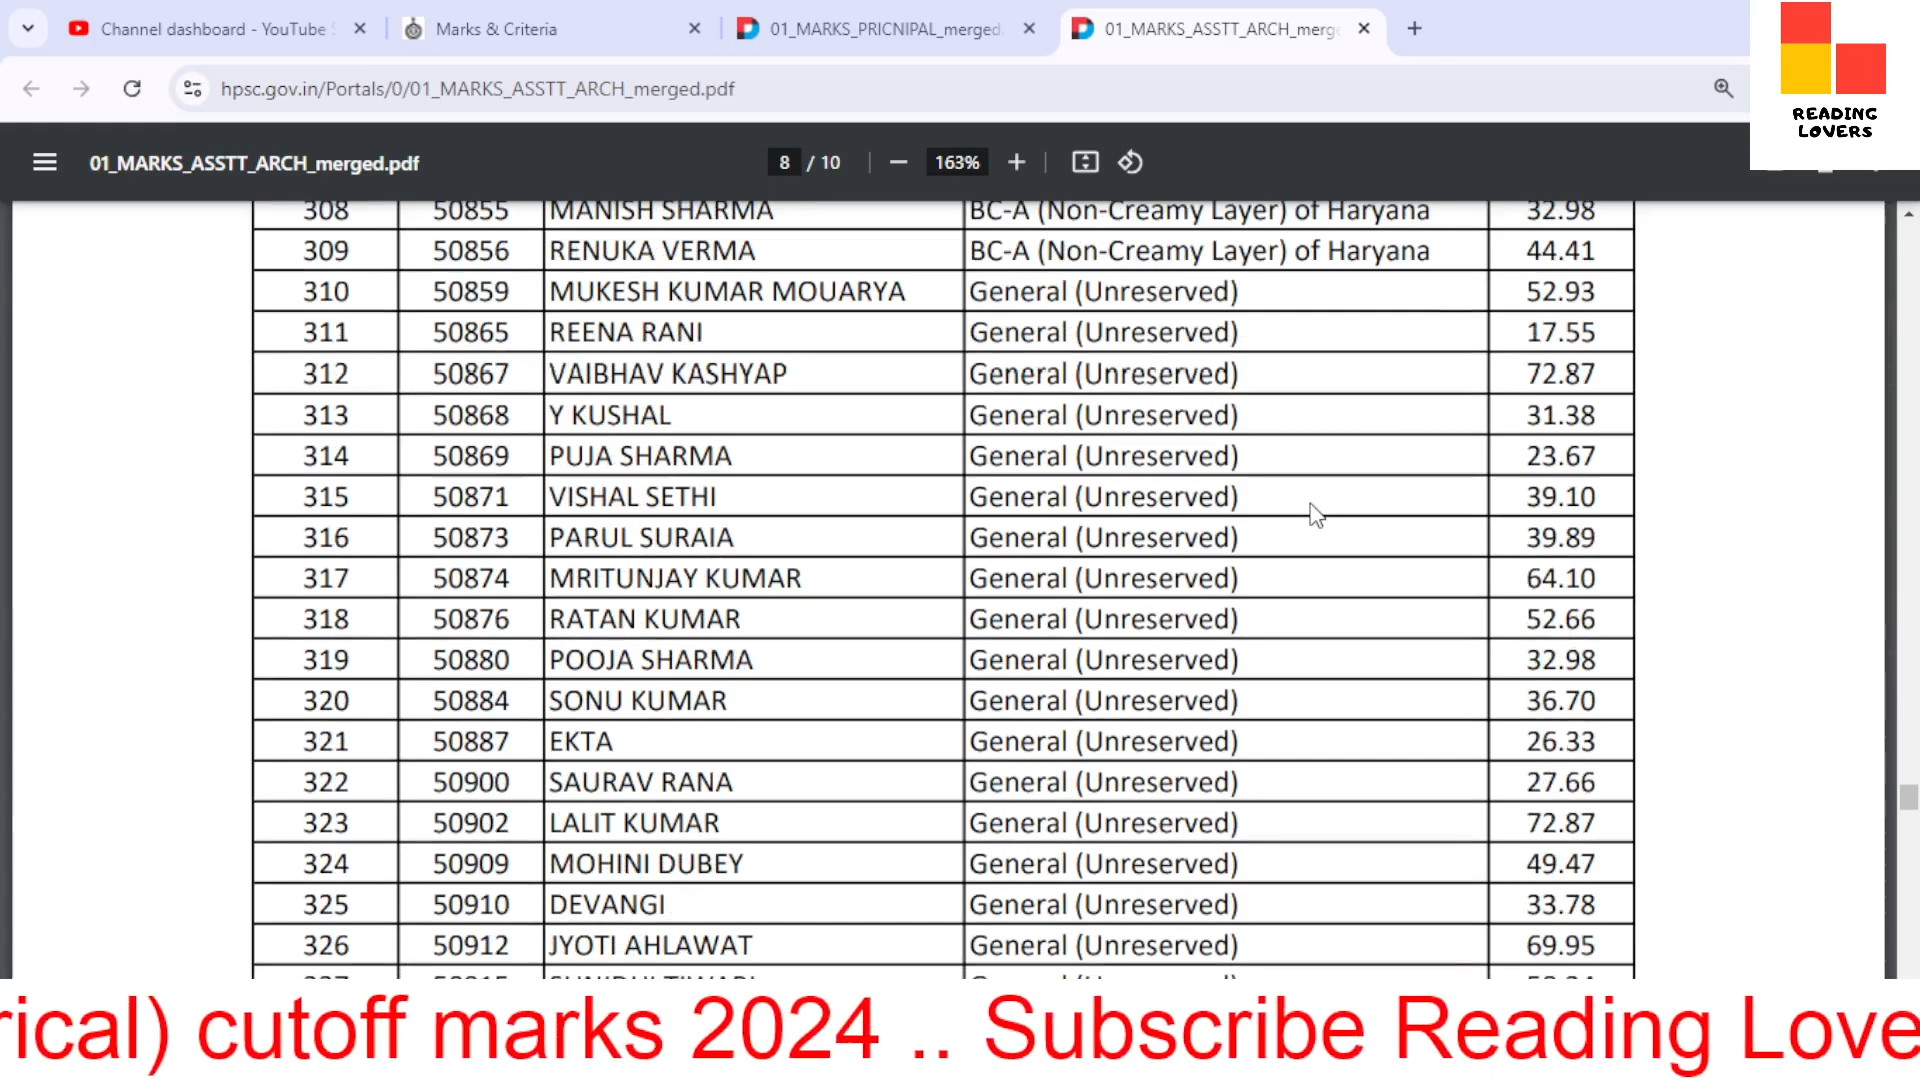 Channel dashboard - YouTube
Marks & Criteria
01_MARKS_PRICNIPAL_merged.
01_MARKS_ASSTT_ARCH_merge
hpsc.gov.in/Portals/0/01_MARKS_ASSTT_ARCH_merged.pdf
READING
LOVERS
01_MARKS_ASSTT_ARCH_merged.pdf
8 / 10
163%
308 50855 MANISH SHARMA BC-A (Non-Creamy Layer) of Haryana 32.98
309 50856 RENUKA VERMA BC-A (Non-Creamy Layer) of Haryana 44.41
310 50859 MUKESH KUMAR MOUARYA General (Unreserved) 52.93
311 50865 REENA RANI General (Unreserved) 17.55
312 50867 VAIBHAV KASHYAP General (Unreserved) 72.87
313 50868 Y KUSHAL General (Unreserved) 31.38
314 50869 PUJA SHARMA General (Unreserved) 23.67
315 50871 VISHAL SETHI General (Unreserved) 39.10
316 50873 PARUL SURAIA General (Unreserved) 39.89
317 50874 MRITUNJAY KUMAR General (Unreserved) 64.10
318 50876 RATAN KUMAR General (Unreserved) 52.66
319 50880 POOJA SHARMA General (Unreserved) 32.98
320 50884 SONU KUMAR General (Unreserved) 36.70
321 50887 EKTA General (Unreserved) 26.33
322 50900 SAURAV RANA General (Unreserved) 27.66
323 50902 LALIT KUMAR General (Unreserved) 72.87
324 50909 MOHINI DUBEY General (Unreserved) 49.47
325 50910 DEVANGI General (Unreserved) 33.78
326 50912 JYOTI AHLAWAT General (Unreserved) 69.95
rical) cutoff marks 2024 .. Subscribe Reading Love